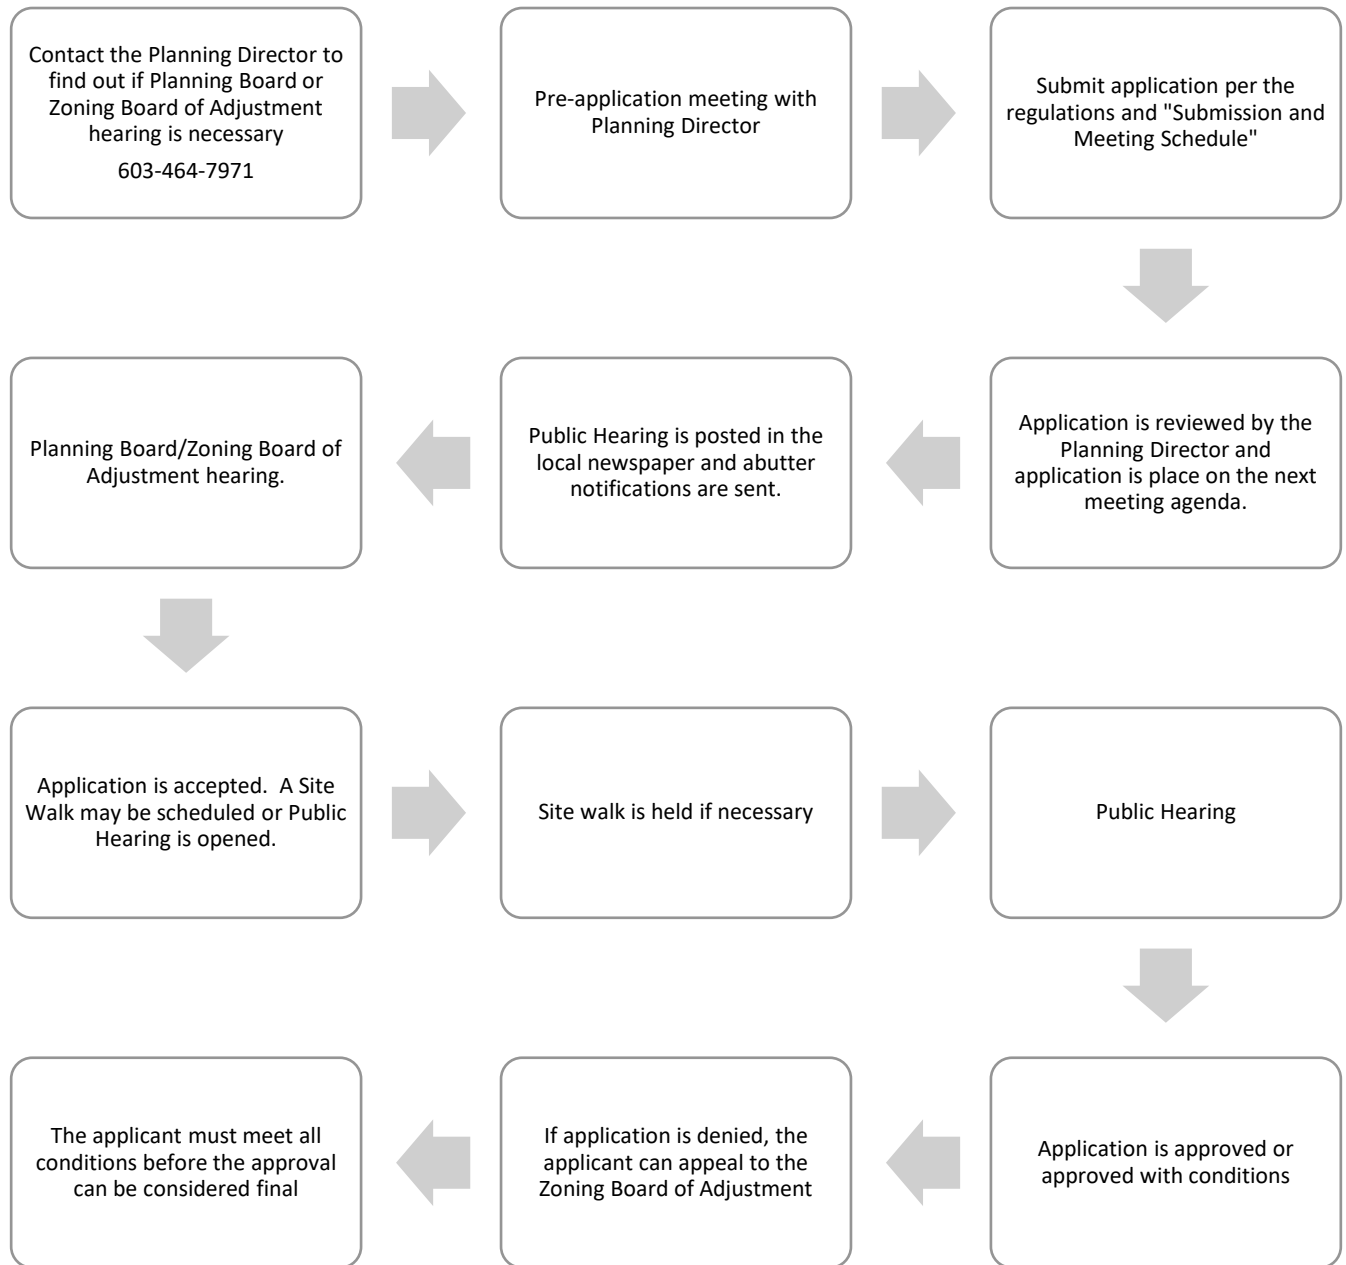 Contact the Planning Director to
find out if Planning Board or
Zoning Board of Adjustment
hearing is necessary
603-464-7971
Pre-application meeting with
Planning Director
Submit application per the
regulations and "Submission and
Meeting Schedule"
Application is reviewed by the
Planning Director and
application is place on the next
meeting agenda.
Public Hearing is posted in the
local newspaper and abutter
notifications are sent.
Planning Board/Zoning Board of
Adjustment hearing.
Application is accepted.  A Site
Walk may be scheduled or Public
Hearing is opened.
Site walk is held if necessary
Public Hearing
Application is approved or
approved with conditions
If application is denied, the
applicant can appeal to the
Zoning Board of Adjustment
The applicant must meet all
conditions before the approval
can be considered final